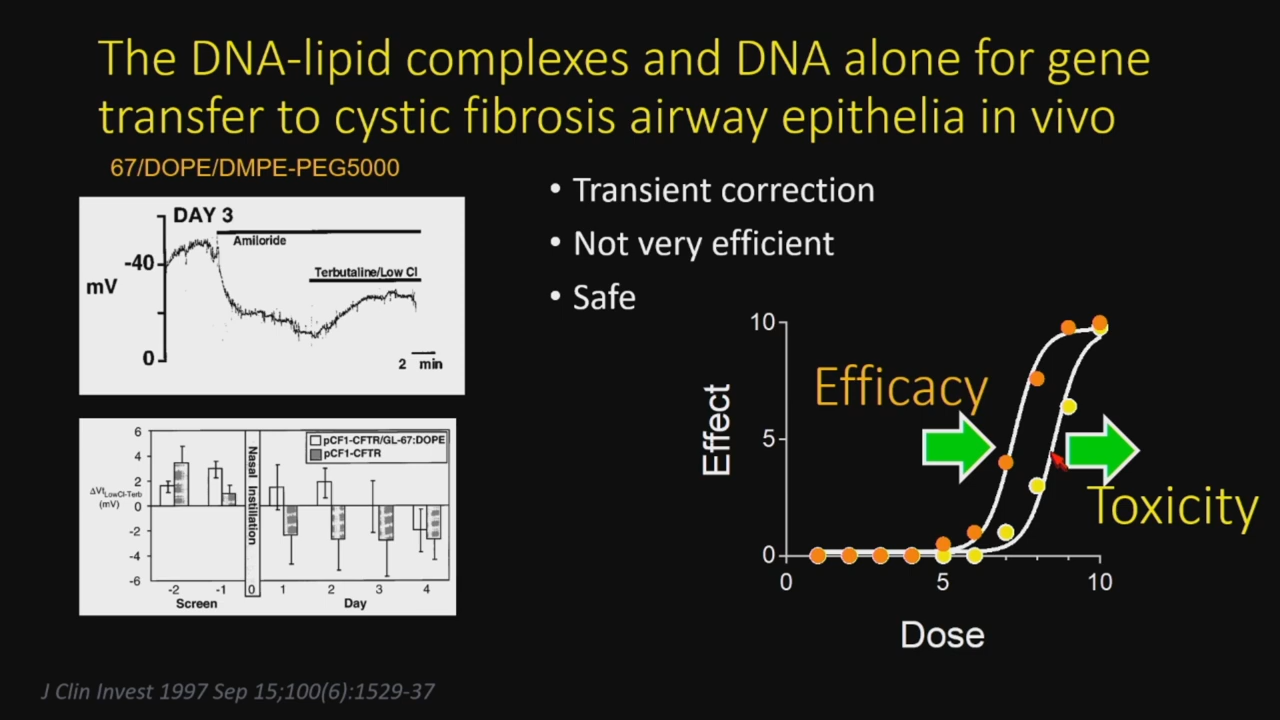 The DNA-lipid complexes and DNA alone for gene
transfer to cystic fibrosis airway epithelia in vivo
67/DOPE/DMPE-PEG5000
DAY 3
Amiloride
-40
mV
Terbutaline/Low Cl
0
2 min
6
4
2
0
-2
-4
-6
ΔVt LowCl-Terb
(mV)
pCF1-CFTR/GL-67:DOPE
pCF1-CFTR
Nasal Instillation
-2 -1 0 1 2 3 4
Screen Day
• Transient correction
• Not very efficient
• Safe
10
5
0
Effect
Efficacy
Toxicity
0 5 10
Dose
J Clin Invest 1997 Sep 15;100(6):1529-37